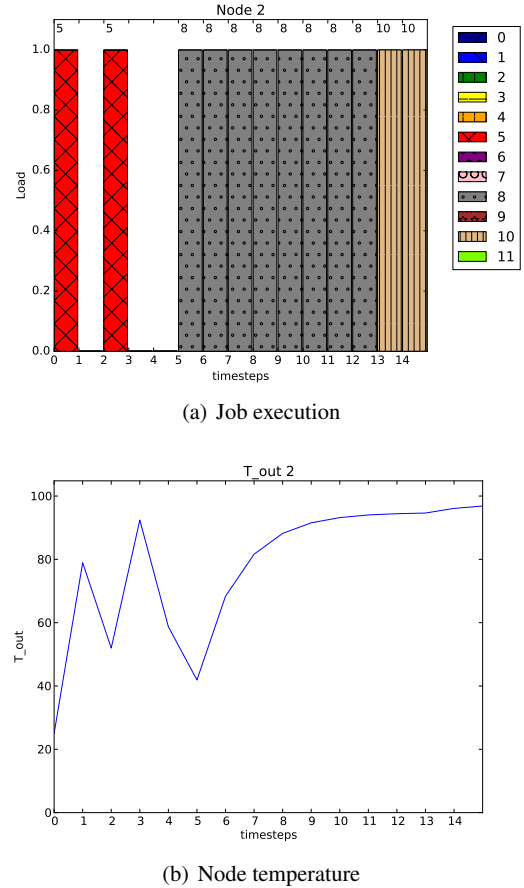 Node 2
5 5 8 8 8 8 8 8 8 8 10 10
1.0
0.8
0.6
0.4
0.2
0.0
Load
0 1 2 3 4 5 6 7 8 9 10 11 12 13 14
timesteps
0
1
2
3
4
5
6
7
8
9
10
11
(a) Job execution
T_out 2
100
80
60
40
20
0
T_out
0 1 2 3 4 5 6 7 8 9 10 11 12 13 14
timesteps
(b) Node temperature